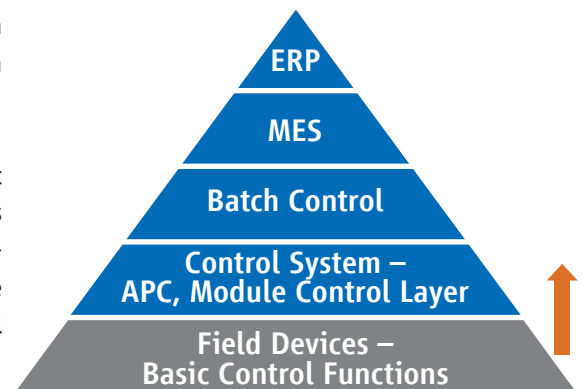 ERP
MES
Batch Control
Control System –
APC, Module Control Layer
Field Devices –
Basic Control Functions